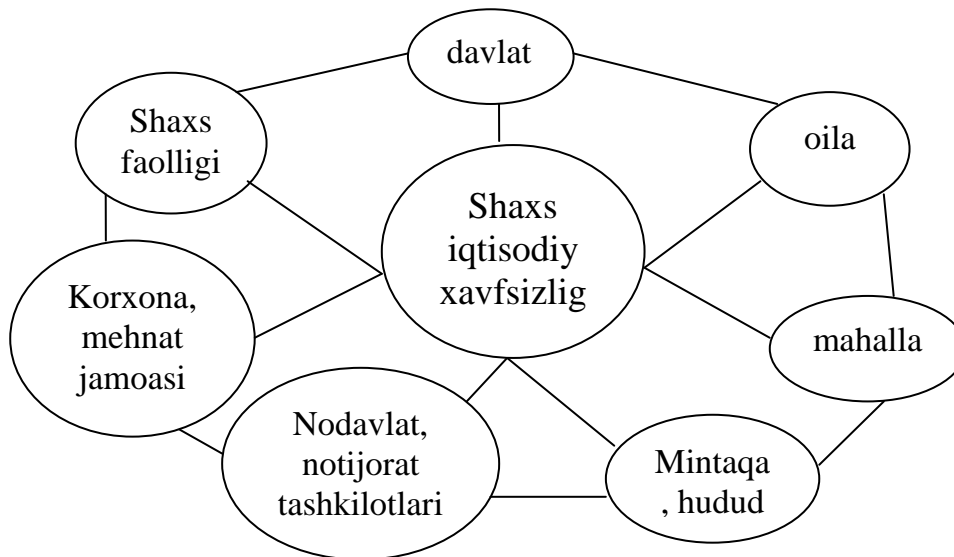 davlat
Shaxs
faolligi
oila
Shaxs
iqtisodiy
xavfsizlig
Korxona,
mehnat
jamoasi
mahalla
Nodavlat,
notijorat
tashkilotlari
Mintaqa
, hudud